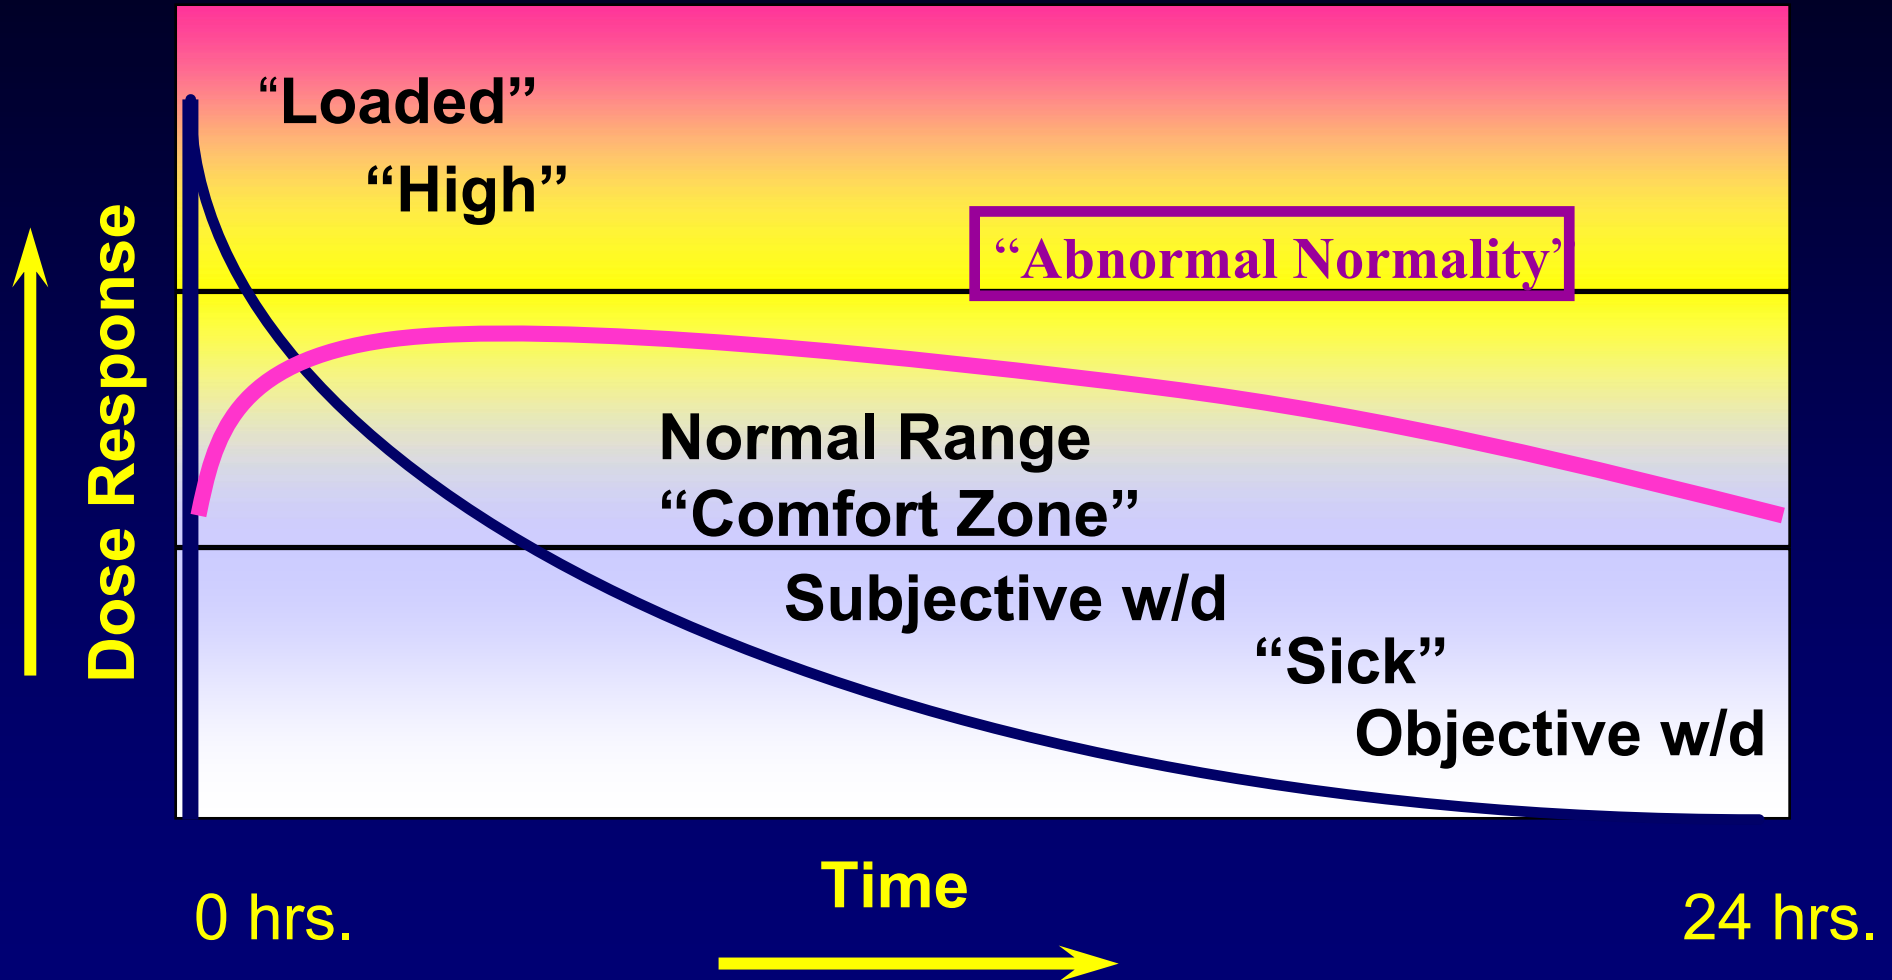 “Loaded”
“High”
“Abnormal Normality”
Dose Response
Normal Range
“Comfort Zone”
Subjective w/d
“Sick”
Objective w/d
Time
0 hrs.
24 hrs.